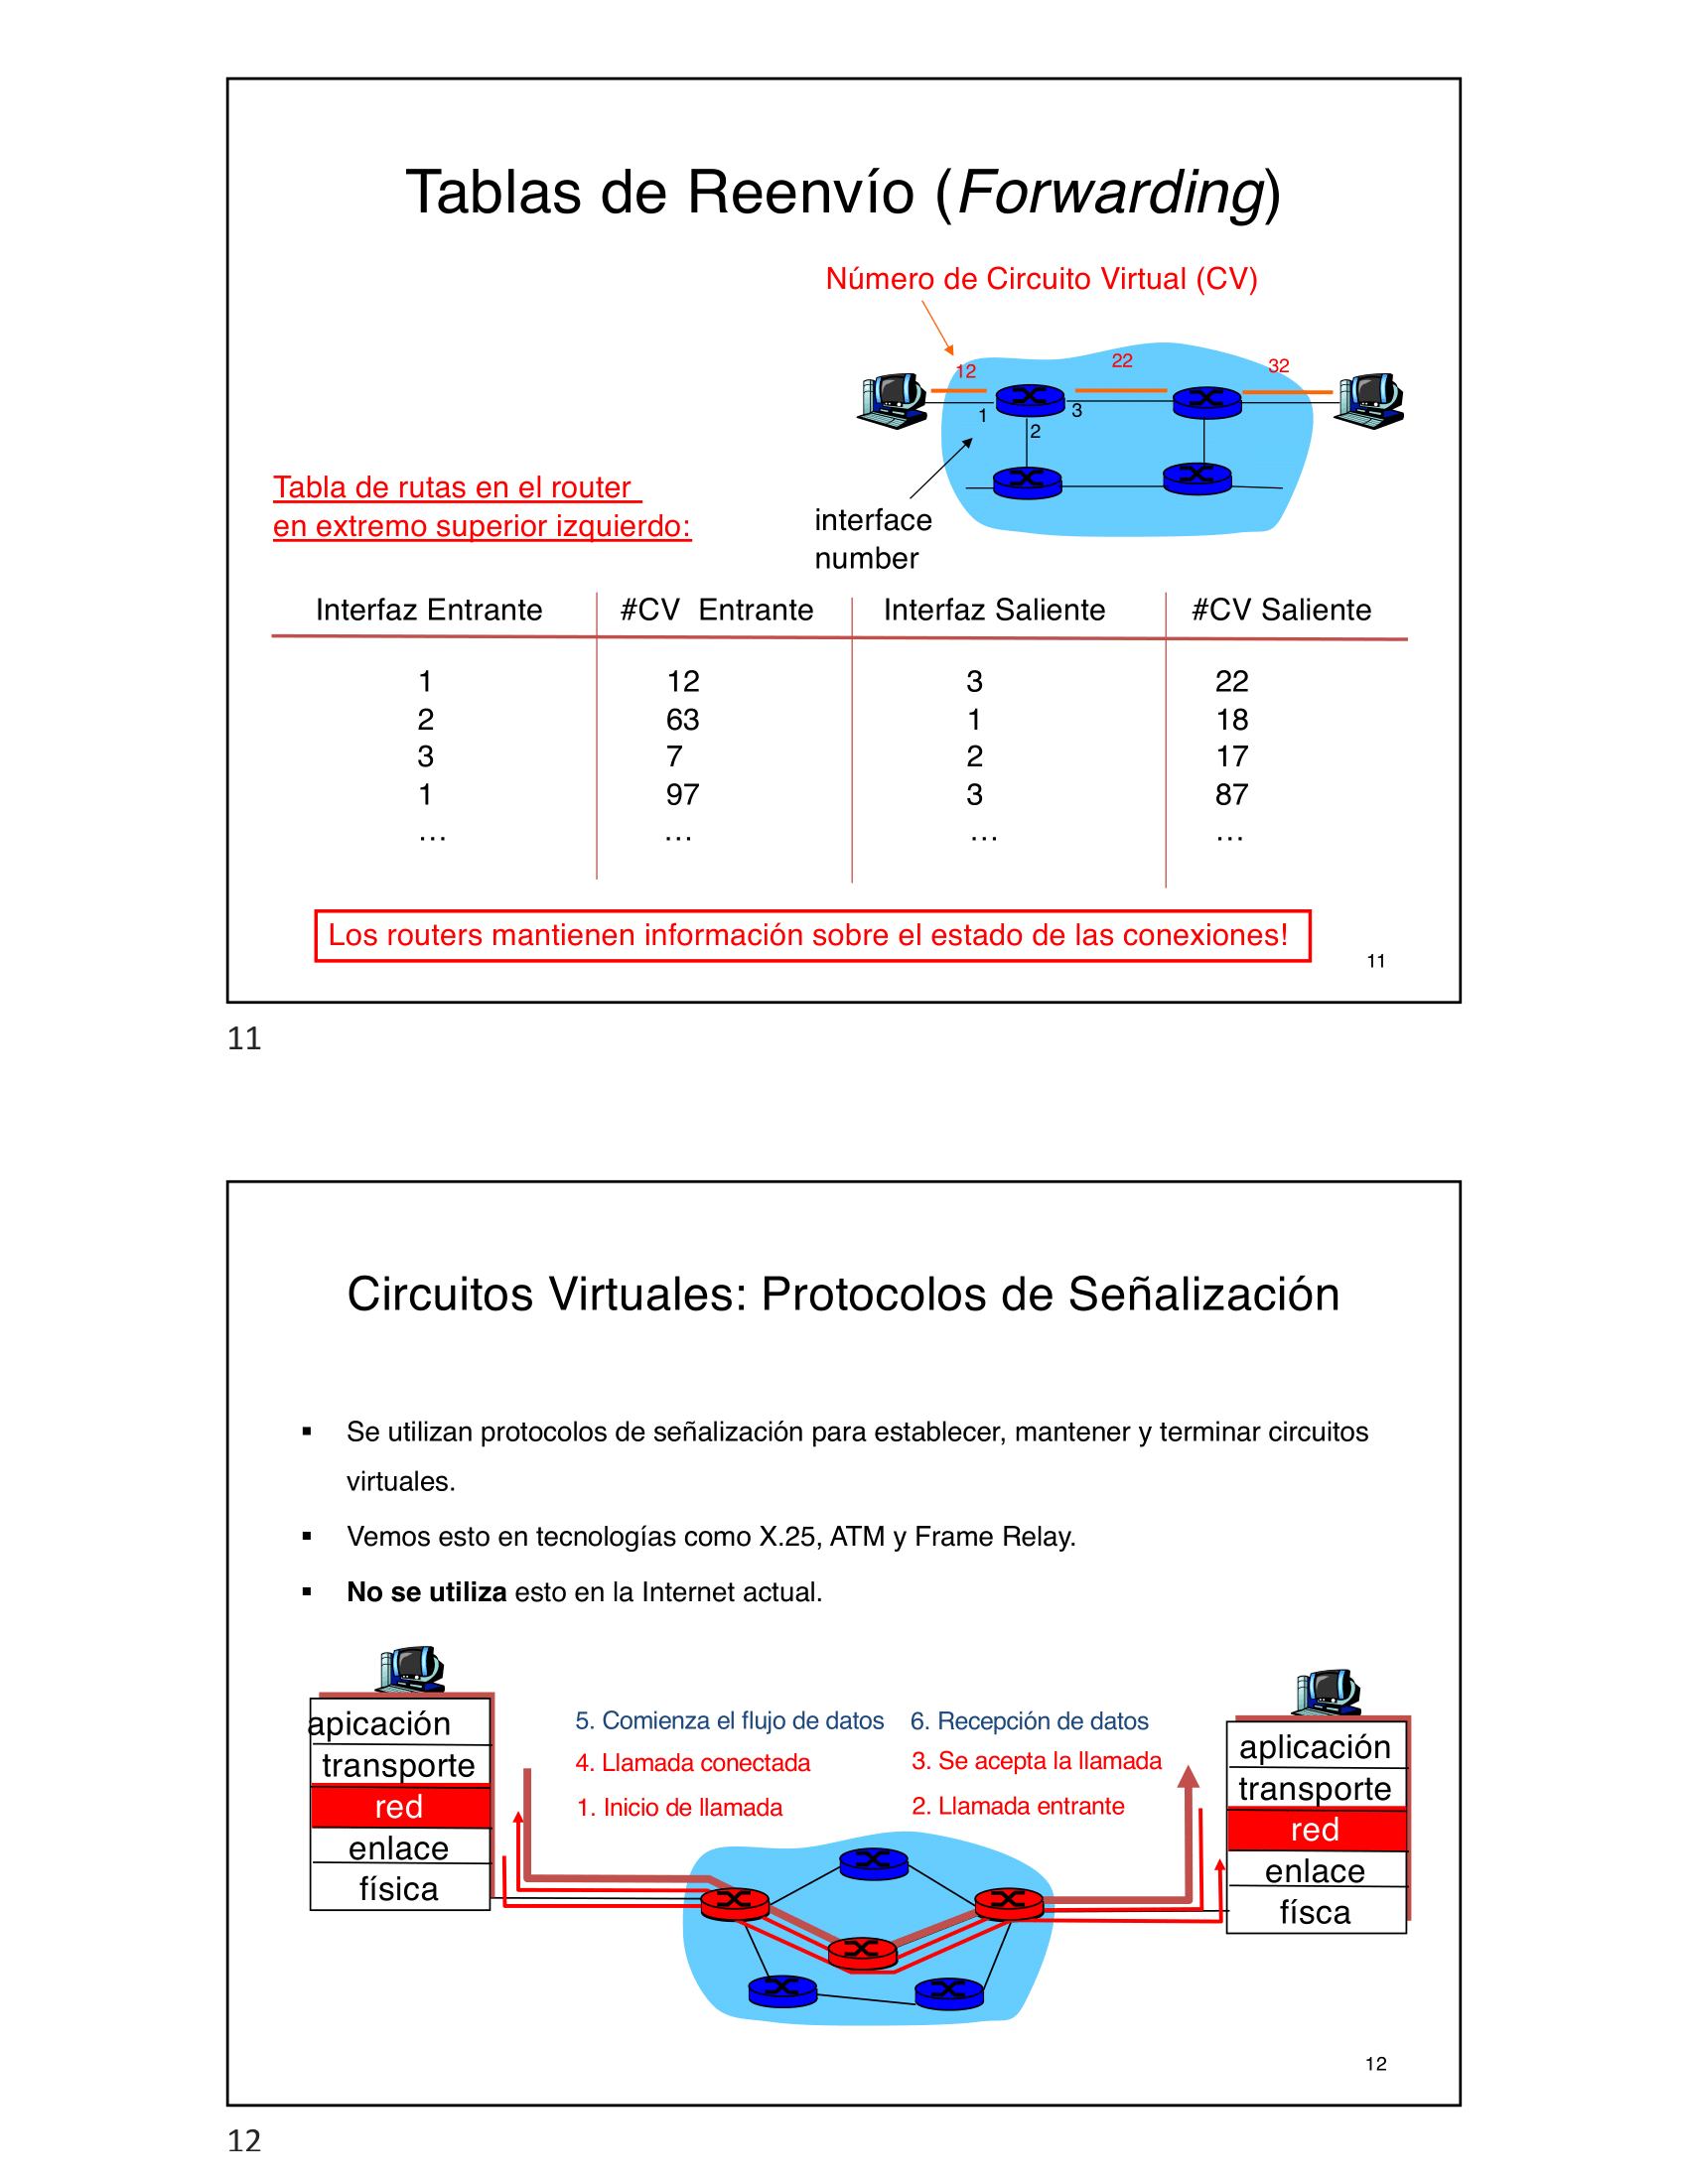 Tablas de Reenvío (Forwarding)
Número de Circuito Virtual (CV)
12
22
32
1
3
2
Tabla de rutas en el router
en extremo superior izquierdo:
interface
number
Interfaz Entrante #CV Entrante Interfaz Saliente #CV Saliente
1 12 3 22
2 63 1 18
3 7 2 17
1 97 3 87
… … … …
Los routers mantienen información sobre el estado de las conexiones!
11
11
Circuitos Virtuales: Protocolos de Señalización
▪ Se utilizan protocolos de señalización para establecer, mantener y terminar circuitos
virtuales.
▪ Vemos esto en tecnologías como X.25, ATM y Frame Relay.
▪ No se utiliza esto en la Internet actual.
apicación
transporte
red
enlace
física
5. Comienza el flujo de datos 6. Recepción de datos
4. Llamada conectada 3. Se acepta la llamada
1. Inicio de llamada 2. Llamada entrante
aplicación
transporte
red
enlace
físca
12
12